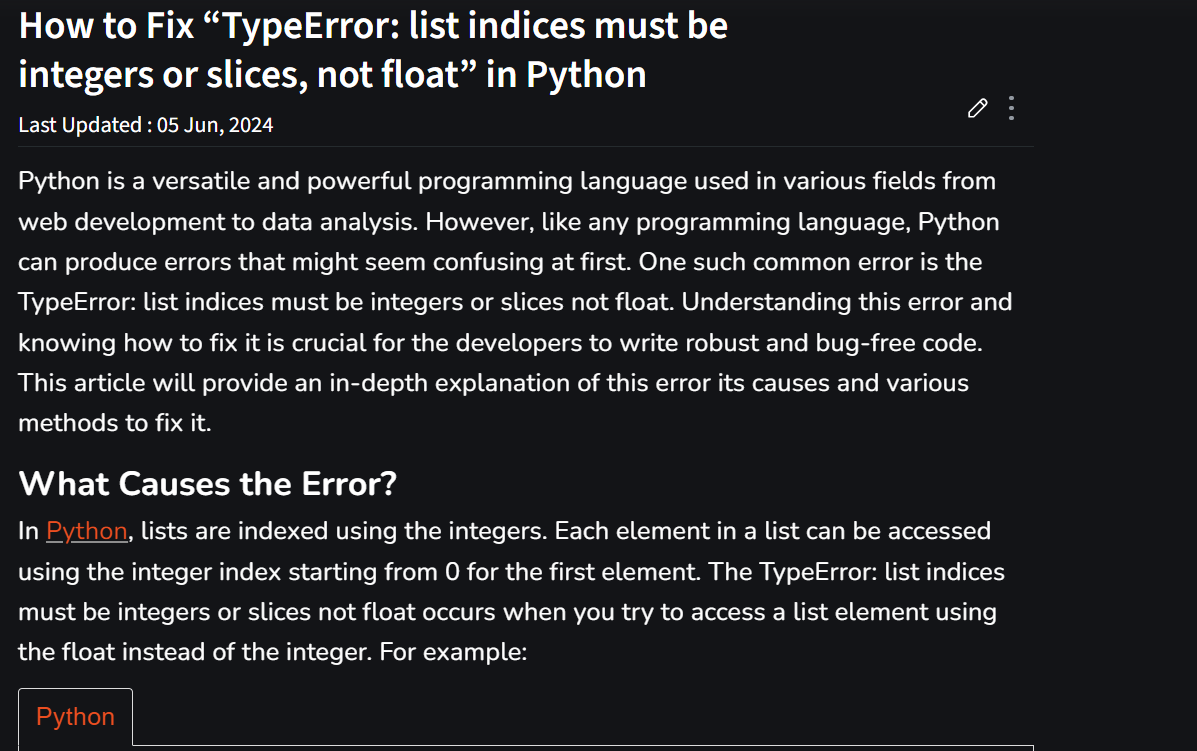 How to Fix “TypeError: list indices must be
integers or slices, not float” in Python
Last Updated : 05 Jun, 2024
Python is a versatile and powerful programming language used in various fields from
web development to data analysis. However, like any programming language, Python
can produce errors that might seem confusing at first. One such common error is the
TypeError: list indices must be integers or slices not float. Understanding this error and
knowing how to fix it is crucial for the developers to write robust and bug-free code.
This article will provide an in-depth explanation of this error its causes and various
methods to fix it.
What Causes the Error?
In Python, lists are indexed using the integers. Each element in a list can be accessed
using the integer index starting from 0 for the first element. The TypeError: list indices
must be integers or slices not float occurs when you try to access a list element using
the float instead of the integer. For example:
Python